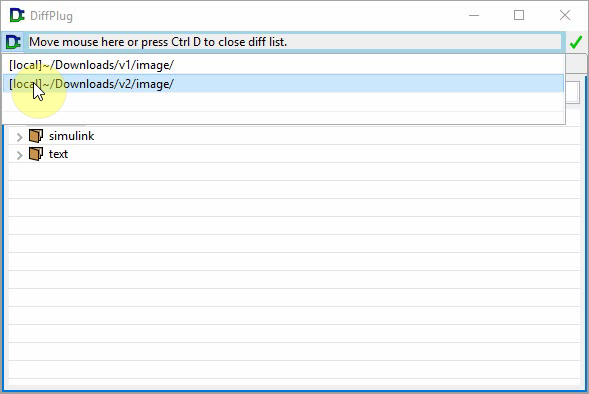 DiffPlug
Move mouse here or press Ctrl D to close diff list.
[local]~/Downloads/v1/image/
[local]~/Downloads/v2/image/
simulink
text